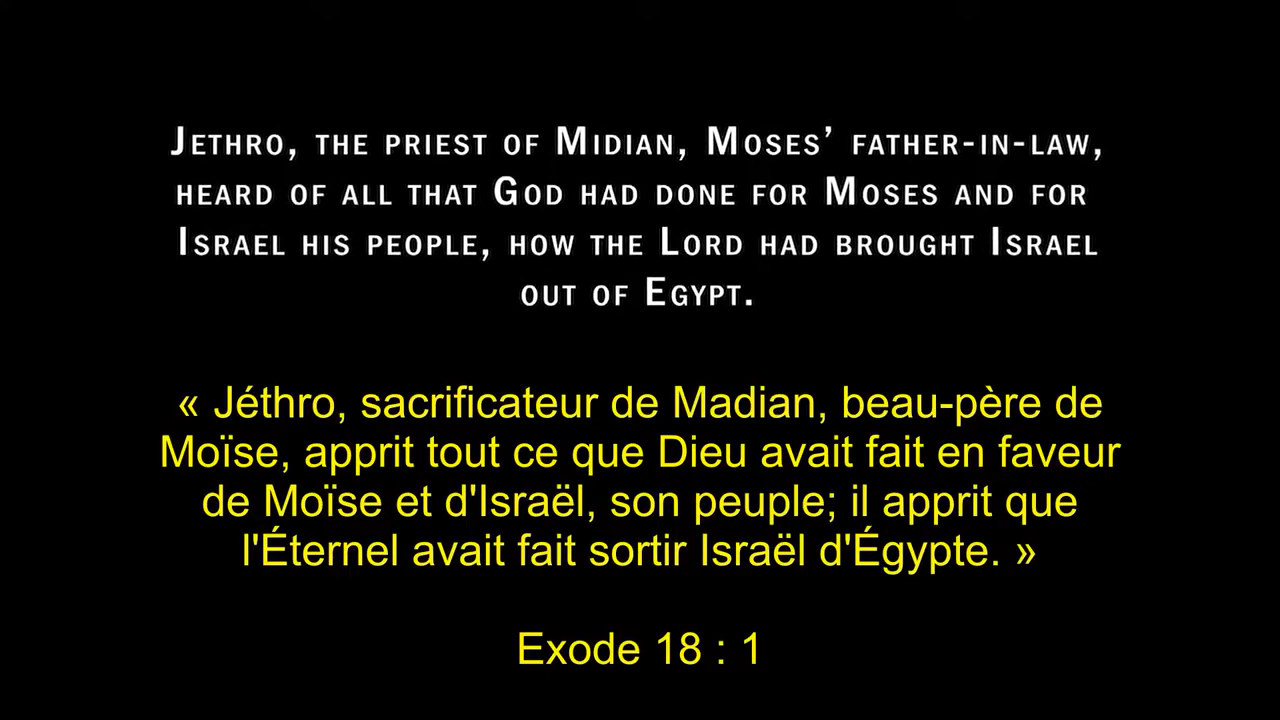 Jethro, the priest of Midian, Moses’ father-in-law,
heard of all that God had done for Moses and for
Israel his people, how the Lord had brought Israel
out of Egypt.
« Jéthro, sacrificateur de Madian, beau-père de
Moïse, apprit tout ce que Dieu avait fait en faveur
de Moïse et d'Israël, son peuple; il apprit que
l'Éternel avait fait sortir Israël d'Égypte. »
Exode 18 : 1